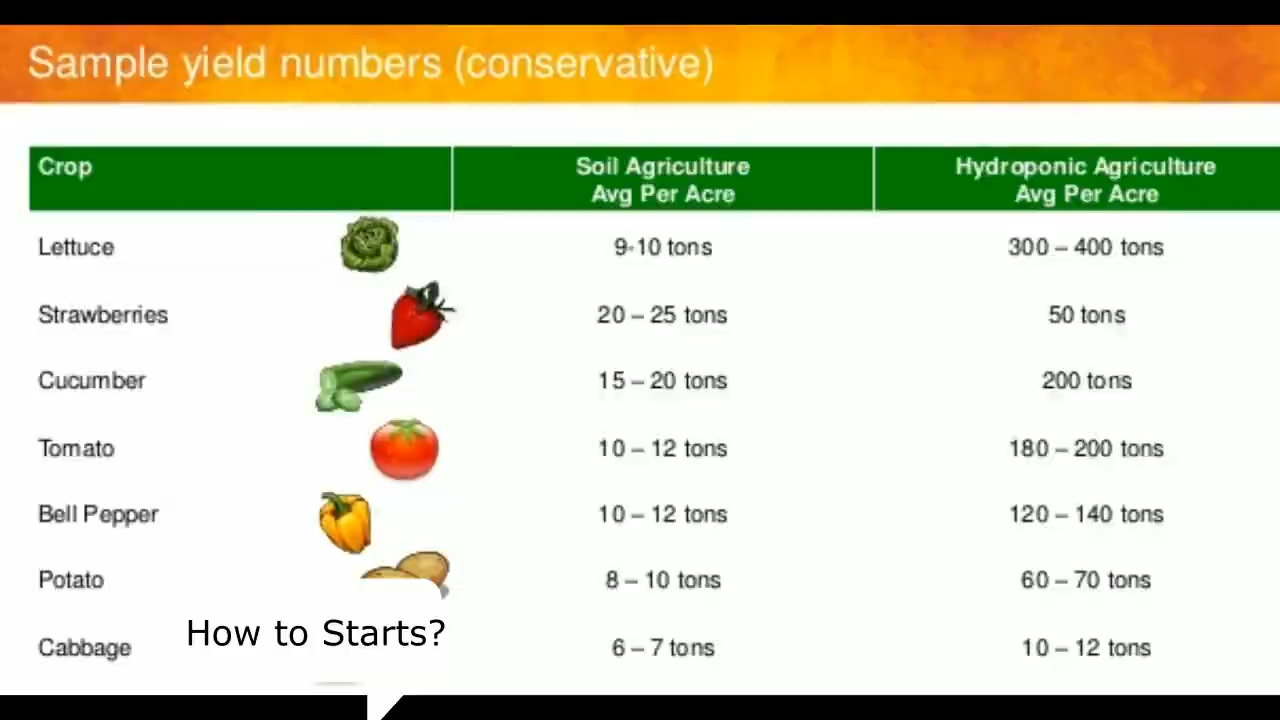 Sample yield numbers (conservative)
Crop
Soil Agriculture
Avg Per Acre
Hydroponic Agriculture
Avg Per Acre
Lettuce 9-10 tons 300 – 400 tons
Strawberries 20 – 25 tons 50 tons
Cucumber 15 – 20 tons 200 tons
Tomato 10 – 12 tons 180 – 200 tons
Bell Pepper 10 – 12 tons 120 – 140 tons
Potato 8 – 10 tons 60 – 70 tons
Cabbage 6 – 7 tons 10 – 12 tons
How to Starts?